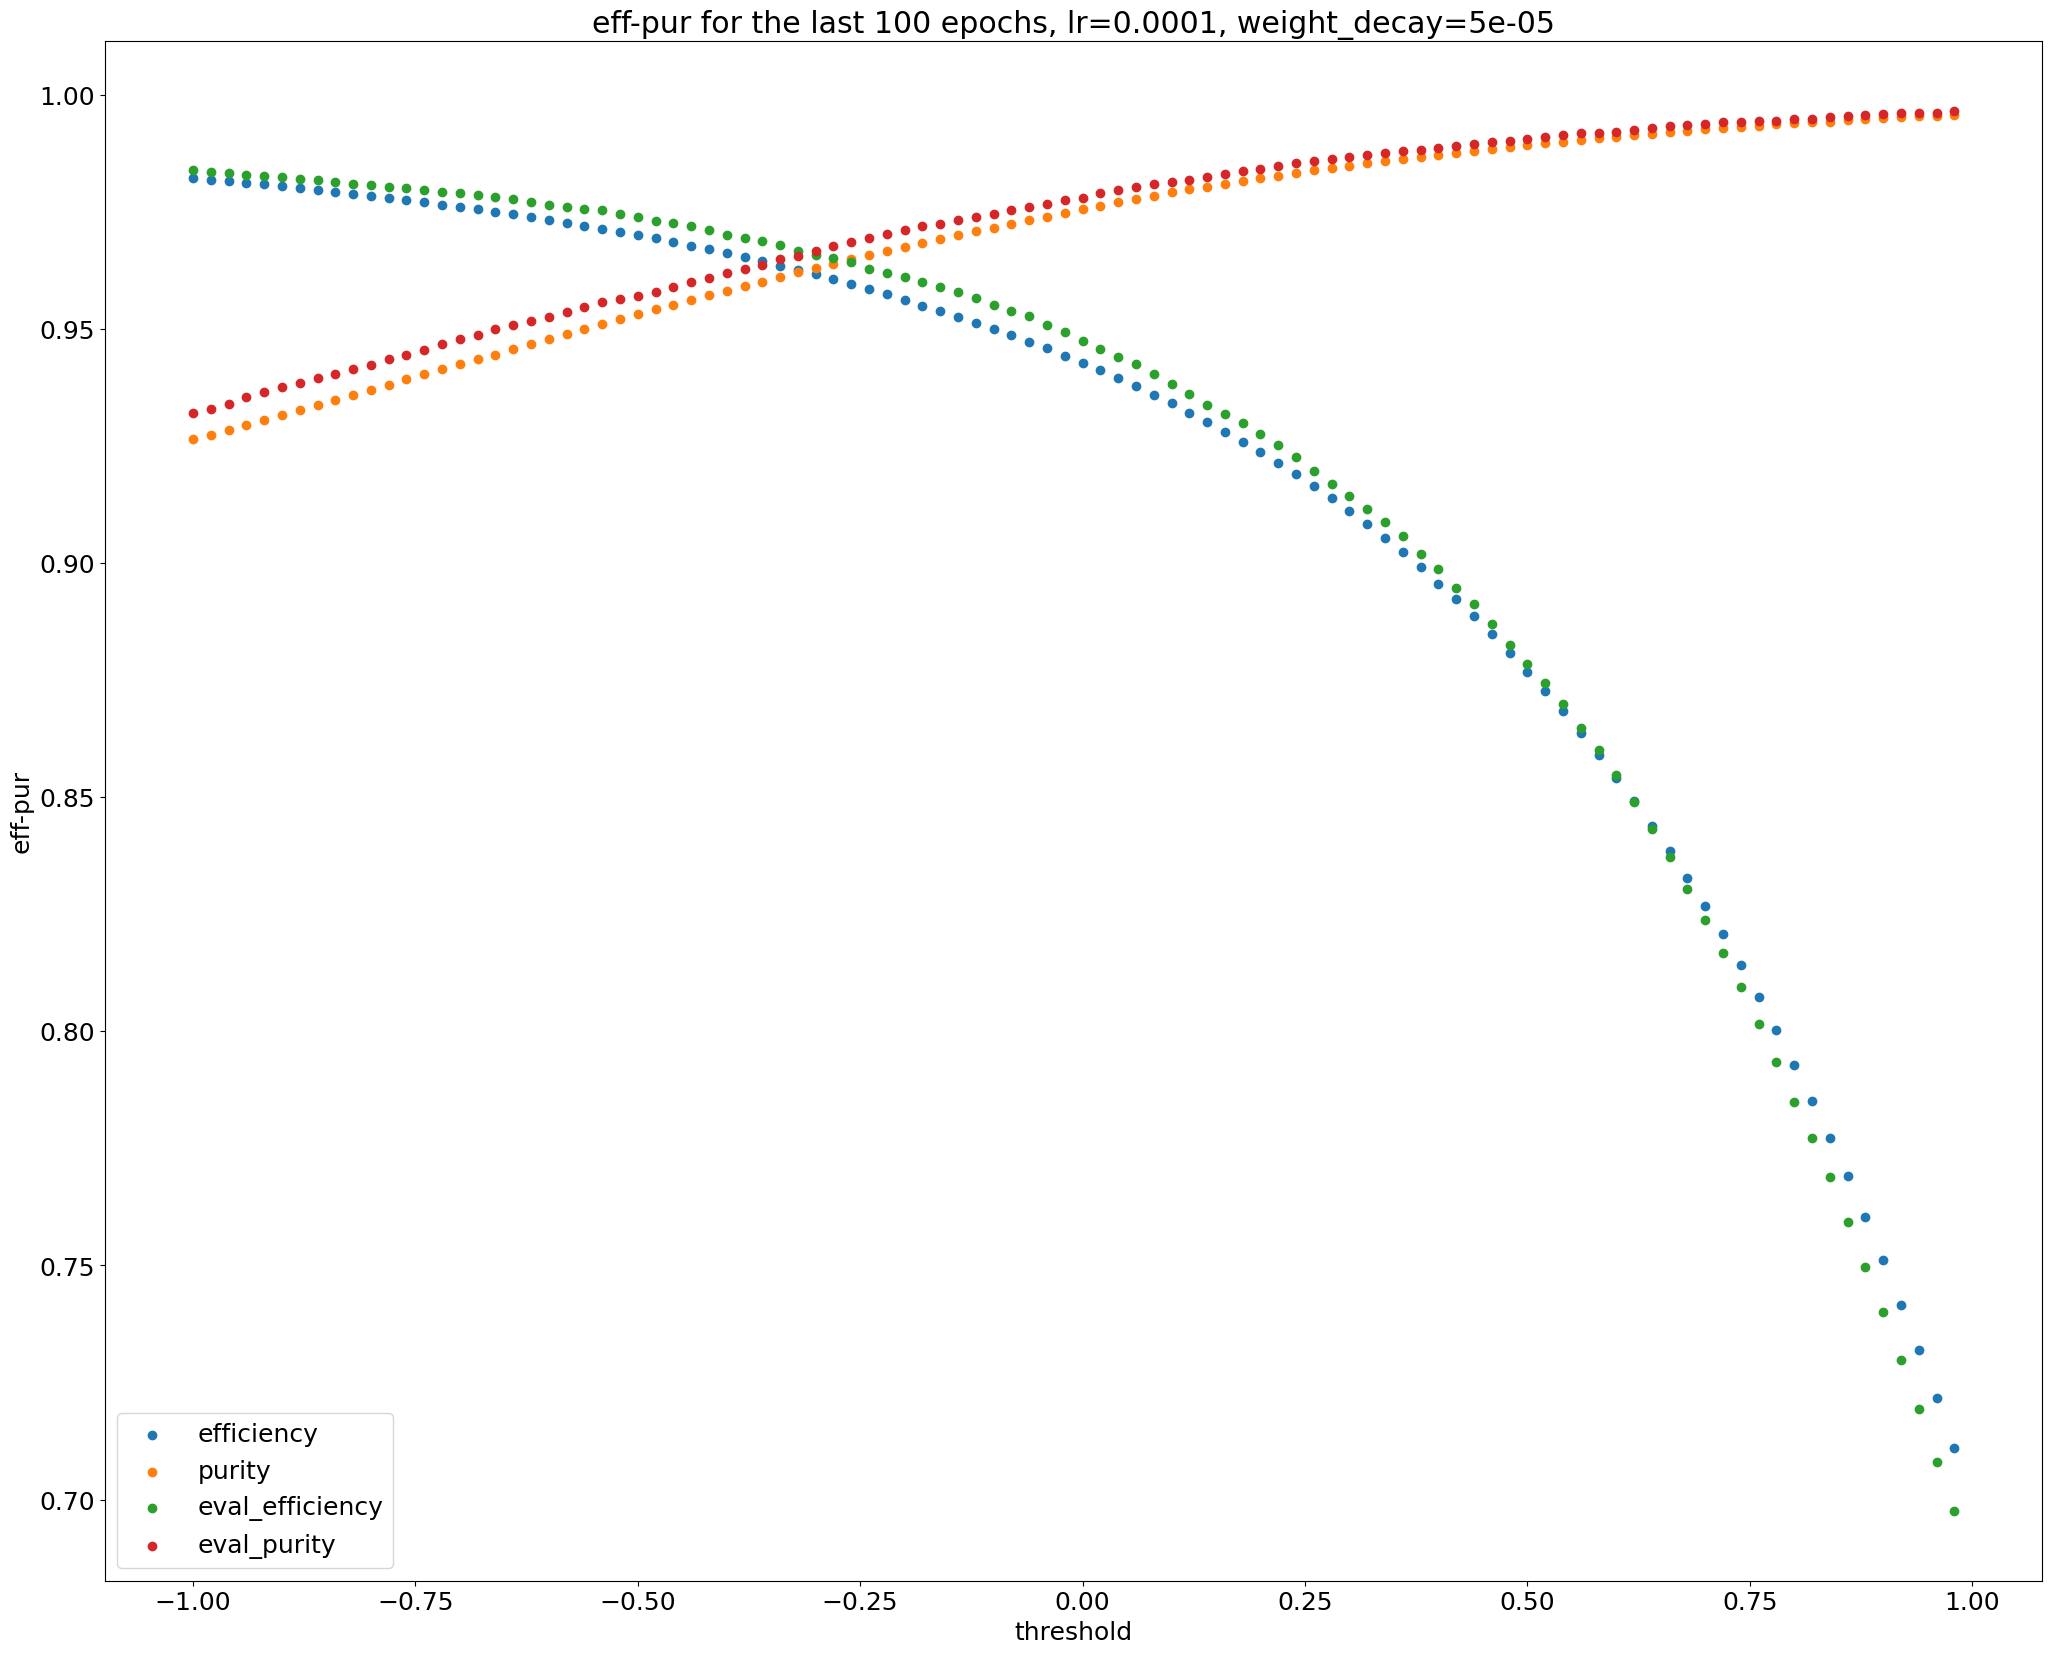 eff-pur for the last 100 epochs, lr=0.0001, weight_decay=5e-05
1.00
0.95
0.90
0.85
0.80
0.75
0.70
eff-pur
efficiency
purity
eval_efficiency
eval_purity
−1.00 −0.75 −0.50 −0.25 0.00 0.25 0.50 0.75 1.00
threshold